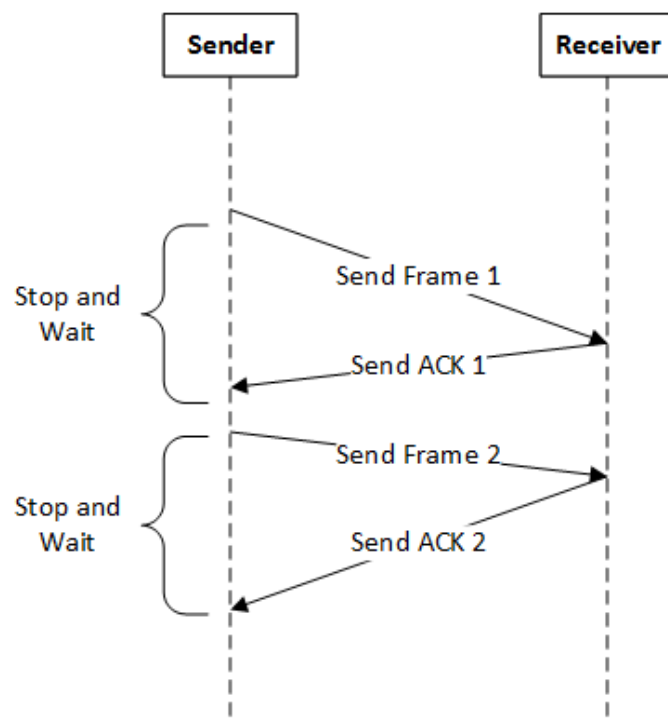 Sender
Receiver
Send Frame 1
Stop and
Wait
Send ACK 1
Send Frame 2
Stop and
Wait
Send ACK 2